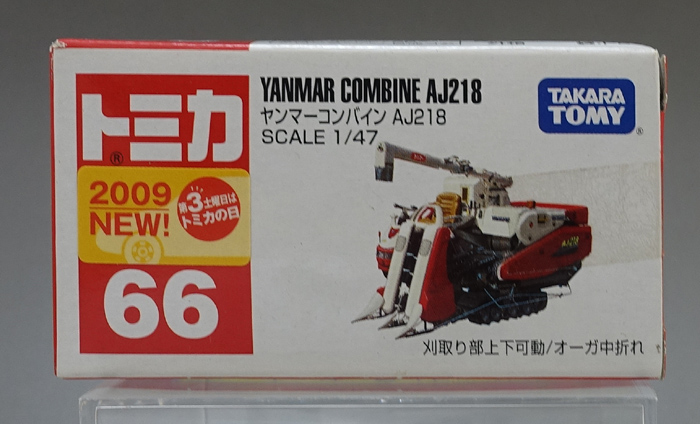 トミカ
®
2009
NEW!
第3土曜日は
トミカの日
66
YANMAR COMBINE AJ218
ヤンマーコンバイン AJ218
SCALE 1/47
TAKARA
TOMY
®
YANMAR
AJ218
刈取り部上下可動/オーガ中折れ